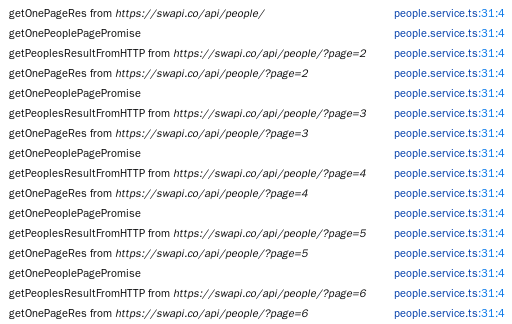 getOnePageRes from https://swapi.co/api/people/ people.service.ts:31:4
getOnePeoplePagePromise people.service.ts:31:4
getPeoplesResultFromHTTP from https://swapi.co/api/people/?page=2 people.service.ts:31:4
getOnePageRes from https://swapi.co/api/people/?page=2 people.service.ts:31:4
getOnePeoplePagePromise people.service.ts:31:4
getPeoplesResultFromHTTP from https://swapi.co/api/people/?page=3 people.service.ts:31:4
getOnePageRes from https://swapi.co/api/people/?page=3 people.service.ts:31:4
getOnePeoplePagePromise people.service.ts:31:4
getPeoplesResultFromHTTP from https://swapi.co/api/people/?page=4 people.service.ts:31:4
getOnePageRes from https://swapi.co/api/people/?page=4 people.service.ts:31:4
getOnePeoplePagePromise people.service.ts:31:4
getPeoplesResultFromHTTP from https://swapi.co/api/people/?page=5 people.service.ts:31:4
getOnePageRes from https://swapi.co/api/people/?page=5 people.service.ts:31:4
getOnePeoplePagePromise people.service.ts:31:4
getPeoplesResultFromHTTP from https://swapi.co/api/people/?page=6 people.service.ts:31:4
getOnePageRes from https://swapi.co/api/people/?page=6 people.service.ts:31:4